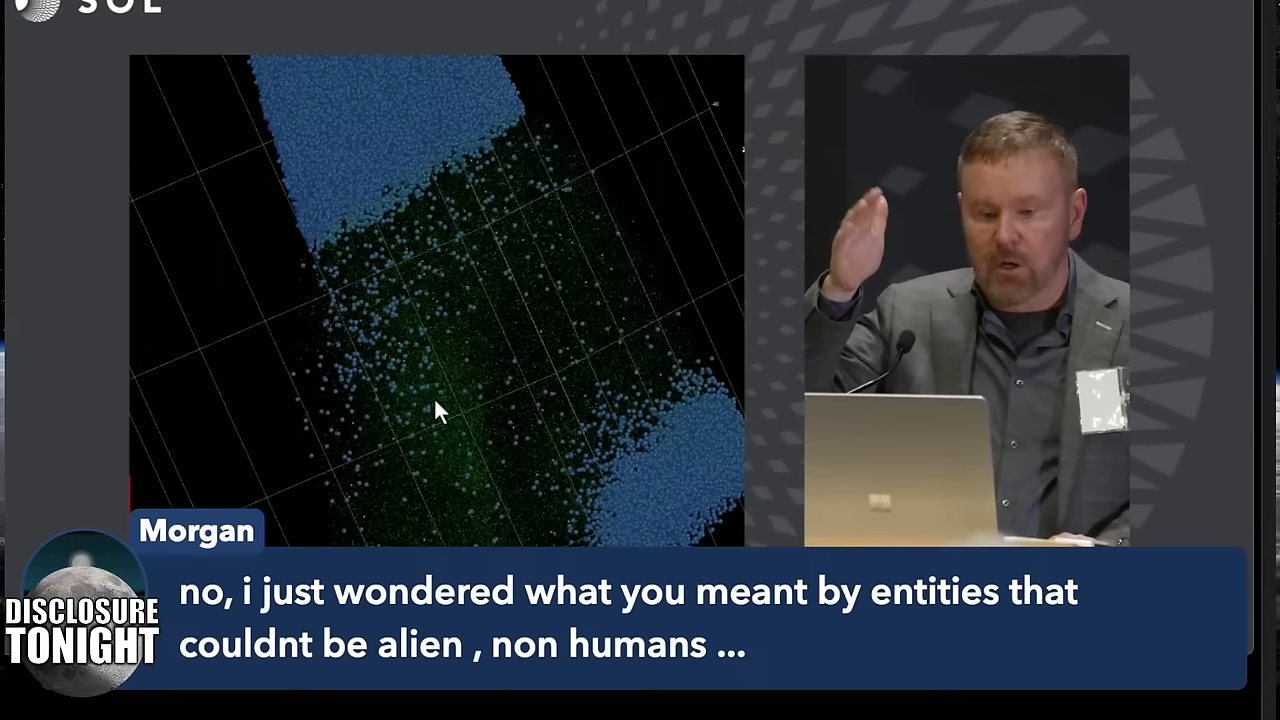 SOL
Morgan
no, i just wondered what you meant by entities that
couldnt be alien , non humans ...
DISCLOSURE
TONIGHT